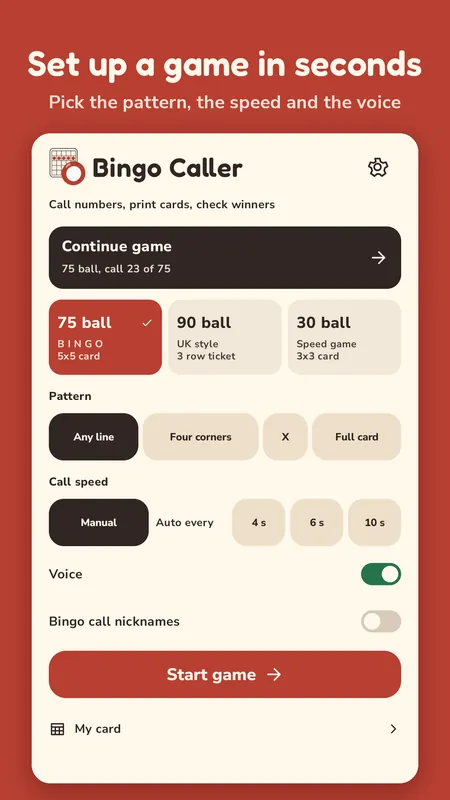 Set up a game in seconds
Pick the pattern, the speed and the voice
Bingo Caller
Call numbers, print cards, check winners
Continue game
75 ball, call 23 of 75
75 ball
B I N G O
5x5 card
90 ball
UK style
3 row ticket
30 ball
Speed game
3x3 card
Pattern
Any line
Four corners
X
Full card
Call speed
Manual
Auto every
4 s
6 s
10 s
Voice
Bingo call nicknames
Start game
My card